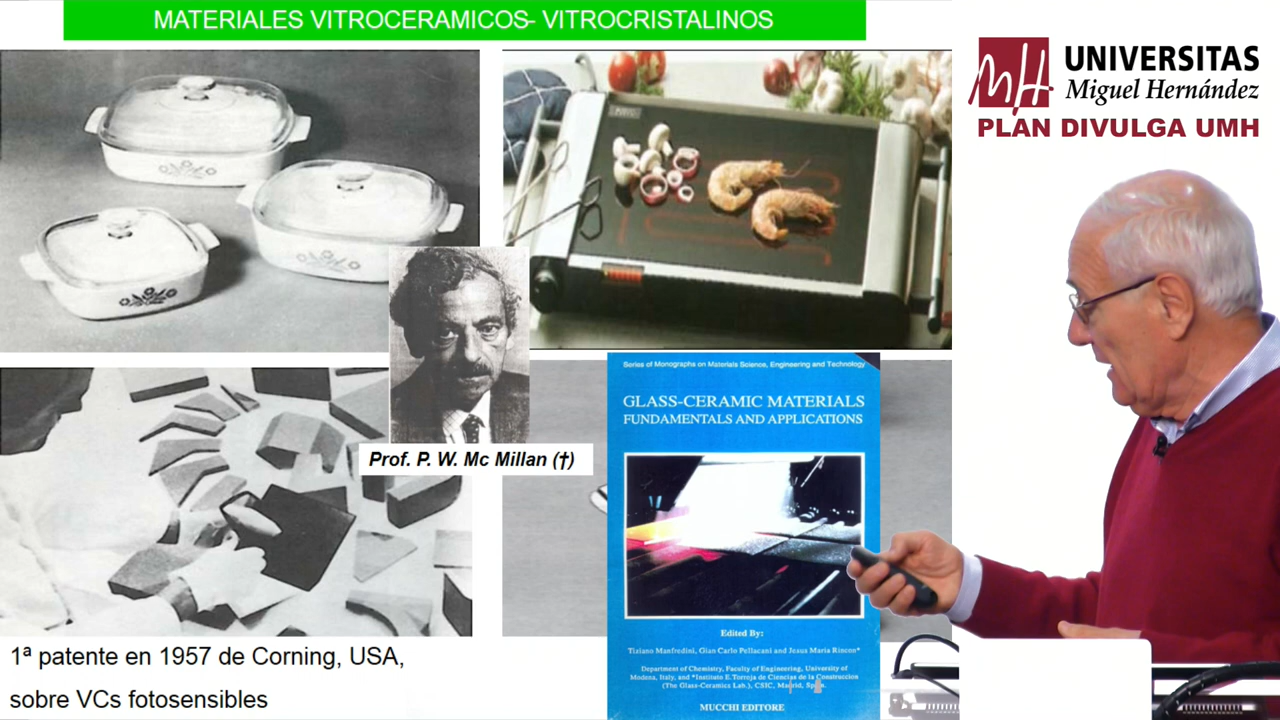 MATERIALES VITROCERAMICOS- VITROCRISTALINOS
UNIVERSITAS
Miguel Hernández
PLAN DIVULGA UMH
Prof. P. W. Mc Millan (†)
Series of Monographs on Materials Science, Engineering and Technology
GLASS-CERAMIC MATERIALS
FUNDAMENTALS AND APPLICATIONS
Edited By:
Tiziano Manfredini, Gian Carlo Pellacani and Jesus Maria Rincon*
Department of Chemistry, Faculty of Engineering, University of
Modena, Italy, and *Instituto E.Torroja de Ciencias de la Construccion
(The Glass-Ceramics Lab.), CSIC, Madrid, Spain.
MUCCHI EDITORE
1ª patente en 1957 de Corning, USA,
sobre VCs fotosensibles